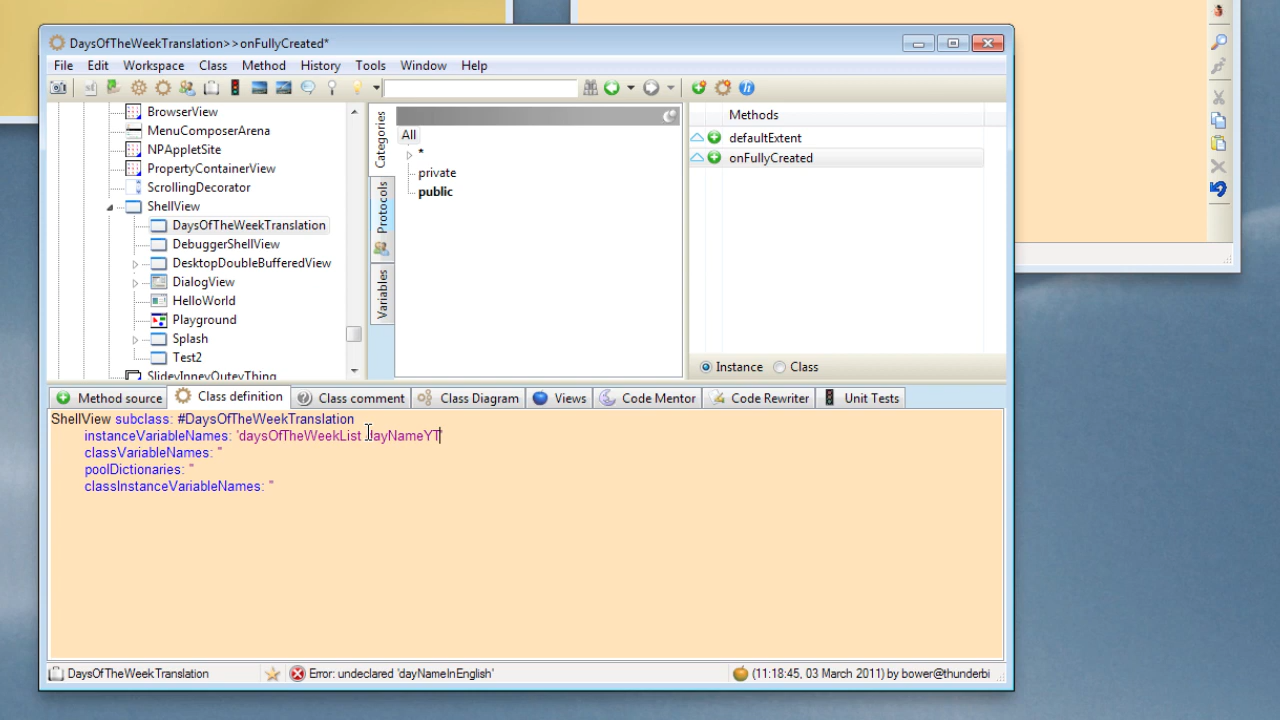 DaysOfTheWeekTranslation>>onFullyCreated*
File Edit Workspace Class Method History Tools Window Help
BrowserView
MenuComposerArena
NPAppletSite
PropertyContainerView
ScrollingDecorator
ShellView
DaysOfTheWeekTranslation
DebuggerShellView
DesktopDoubleBufferedView
DialogView
HelloWorld
Playground
Splash
Test2
SlideyInneyOuteyThing
Categories
Protocols
Variables
All
*
private
public
Methods
defaultExtent
onFullyCreated
Instance Class
Method source Class definition Class comment Class Diagram Views Code Mentor Code Rewriter Unit Tests
ShellView subclass: #DaysOfTheWeekTranslation
instanceVariableNames: 'daysOfTheWeekList dayNameYT'
classVariableNames: ''
poolDictionaries: ''
classInstanceVariableNames: ''
DaysOfTheWeekTranslation Error: undeclared 'dayNameInEnglish' (11:18:45, 03 March 2011) by bower@thunderbi